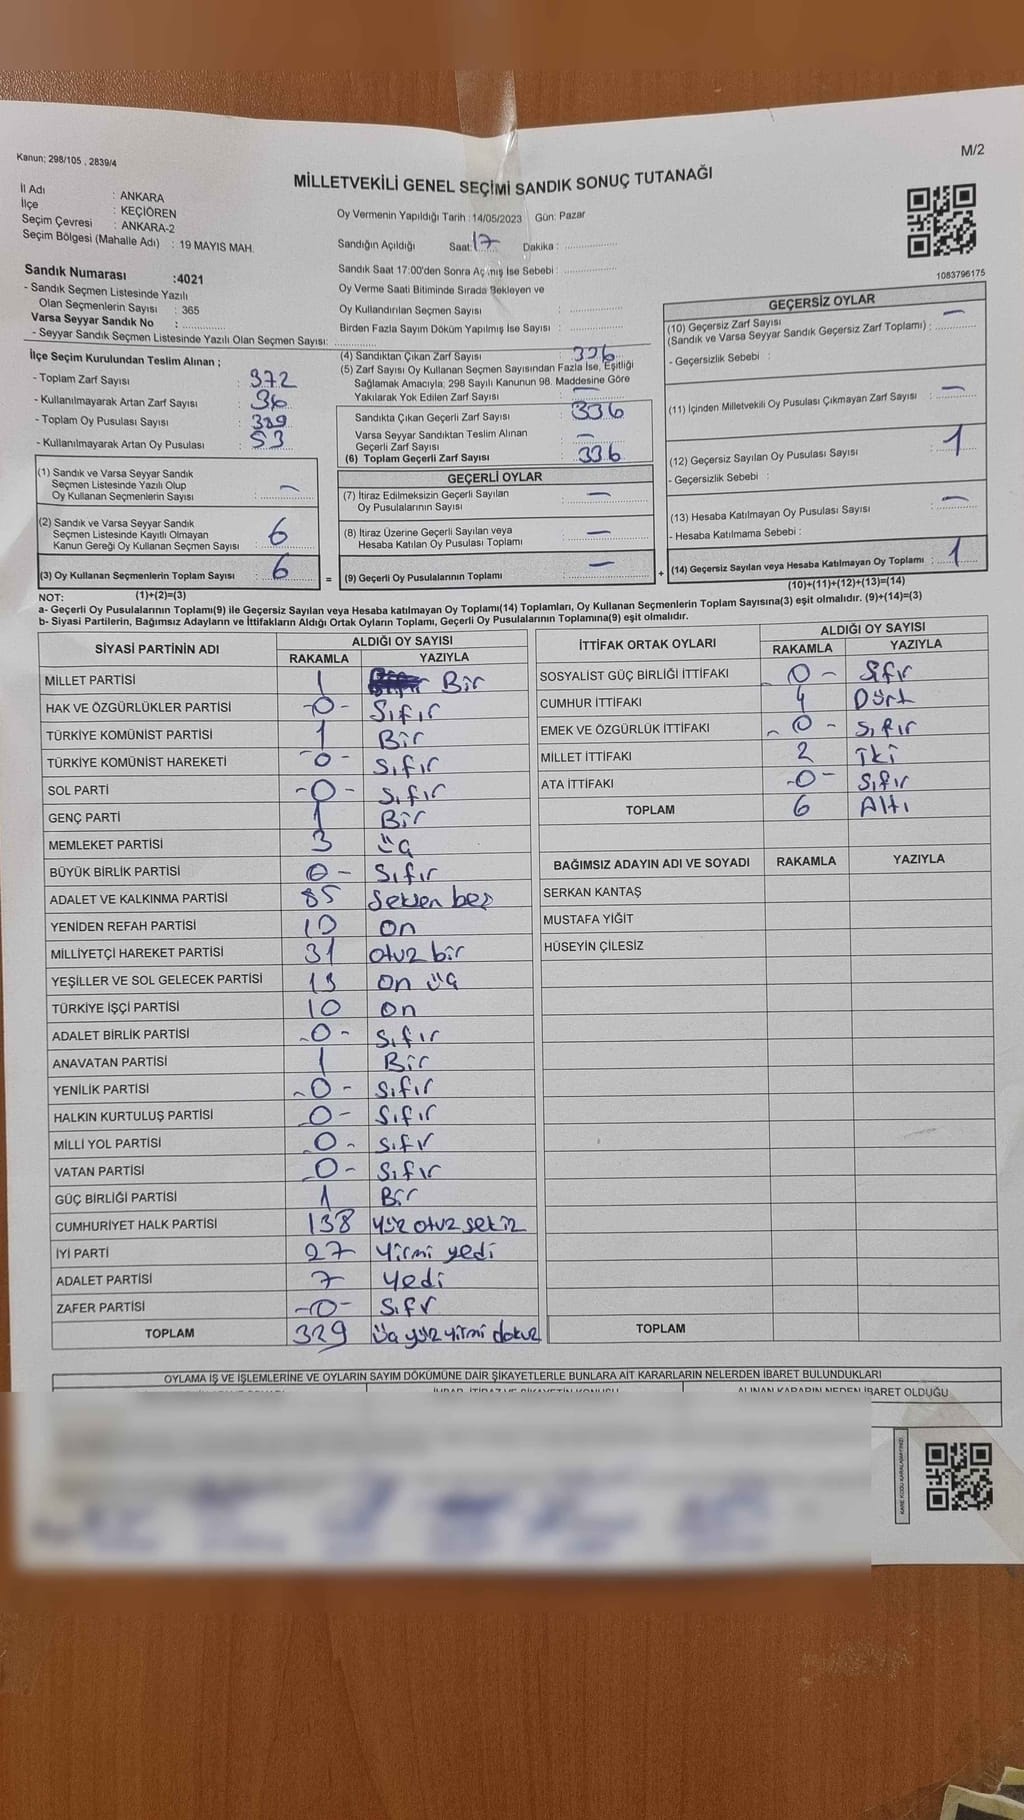 Kanun; 298/105 , 2839/4
M/2
MİLLETVEKİLİ GENEL SEÇİMİ SANDIK SONUÇ TUTANAĞI
İl Adı : ANKARA
İlçe : KEÇİÖREN
Seçim Çevresi : ANKARA-2
Seçim Bölgesi (Mahalle Adı) : 19 MAYIS MAH.
Oy Vermenin Yapıldığı Tarih : 14/05/2023 Gün: Pazar
Sandığın Açıldığı Saat: 17 Dakika :
Sandık Saat 17:00'den Sonra Açılmış İse Sebebi :
Oy Verme Saati Bitiminde Sırada Bekleyen ve
Oy Kullandırılan Seçmen Sayısı :
Birden Fazla Sayım Döküm Yapılmış İse Sayısı :
1083796175
Sandık Numarası :4021
- Sandık Seçmen Listesinde Yazılı
Olan Seçmenlerin Sayısı : 365
Varsa Seyyar Sandık No :
- Seyyar Sandık Seçmen Listesinde Yazılı Olan Seçmen Sayısı:
İlçe Seçim Kurulundan Teslim Alınan ;
- Toplam Zarf Sayısı : 372
- Kullanılmayarak Artan Zarf Sayısı : 36
- Toplam Oy Pusulası Sayısı :
- Kullanılmayarak Artan Oy Pusulası : 53
(1) Sandık ve Varsa Seyyar Sandık
Seçmen Listesinde Yazılı Olup
Oy Kullanan Seçmenlerin Sayısı : –
(2) Sandık ve Varsa Seyyar Sandık
Seçmen Listesinde Kayıtlı Olmayan
Kanun Gereği Oy Kullanan Seçmen Sayısı : 6
(3) Oy Kullanan Seçmenlerin Toplam Sayısı : 6
(4) Sandıktan Çıkan Zarf Sayısı : 336
(5) Zarf Sayısı Oy Kullanan Seçmen Sayısından Fazla İse, Eşitliği
Sağlamak Amacıyla; 298 Sayılı Kanunun 98. Maddesine Göre
Yakılarak Yok Edilen Zarf Sayısı : –
Sandıkta Çıkan Geçerli Zarf Sayısı : 336
Varsa Seyyar Sandıktan Teslim Alınan
Geçerli Zarf Sayısı : –
(6) Toplam Geçerli Zarf Sayısı : 336
GEÇERLİ OYLAR
(7) İtiraz Edilmeksizin Geçerli Sayılan
Oy Pusulalarının Sayısı : –
(8) İtiraz Üzerine Geçerli Sayılan veya
Hesaba Katılan Oy Pusulası Toplamı : –
= (9) Geçerli Oy Pusulalarının Toplamı : –
GEÇERSİZ OYLAR
(10) Geçersiz Zarf Sayısı
(Sandık ve Varsa Seyyar Sandık Geçersiz Zarf Toplamı) : –
- Geçersizlik Sebebi :
(11) İçinden Milletvekili Oy Pusulası Çıkmayan Zarf Sayısı : –
(12) Geçersiz Sayılan Oy Pusulası Sayısı : 1
- Geçersizlik Sebebi :
(13) Hesaba Katılmayan Oy Pusulası Sayısı : –
- Hesaba Katılmama Sebebi :
+ (14) Geçersiz Sayılan veya Hesaba Katılmayan Oy Toplamı : 1
NOT: (1)+(2)=(3) (10)+(11)+(12)+(13)=(14)
a- Geçerli Oy Pusulalarının Toplamı(9) ile Geçersiz Sayılan veya Hesaba katılmayan Oy Toplamı(14) Toplamları, Oy Kullanan Seçmenlerin Toplam Sayısına(3) eşit olmalıdır. (9)+(14)=(3)
b- Siyasi Partilerin, Bağımsız Adayların ve İttifakların Aldığı Ortak Oyların Toplamı, Geçerli Oy Pusulalarının Toplamına(9) eşit olmalıdır.
SİYASİ PARTİNİN ADI ALDIĞI OY SAYISI
RAKAMLA YAZIYLA
MİLLET PARTİSİ 1 Bir
HAK VE ÖZGÜRLÜKLER PARTİSİ -0- Sıfır
TÜRKİYE KOMÜNİST PARTİSİ 1 Bir
TÜRKİYE KOMÜNİST HAREKETİ -0- Sıfır
SOL PARTİ -0- Sıfır
GENÇ PARTİ 1 Bir
MEMLEKET PARTİSİ 3 üç
BÜYÜK BİRLİK PARTİSİ 0- Sıfır
ADALET VE KALKINMA PARTİSİ 85 Seksen beş
YENİDEN REFAH PARTİSİ 10 on
MİLLİYETÇİ HAREKET PARTİSİ 31 otuz bir
YEŞİLLER VE SOL GELECEK PARTİSİ 13 on üç
TÜRKİYE İŞÇİ PARTİSİ 10 on
ADALET BİRLİK PARTİSİ -0- Sıfır
ANAVATAN PARTİSİ 1 Bir
YENİLİK PARTİSİ -0- Sıfır
HALKIN KURTULUŞ PARTİSİ 0- Sıfır
MİLLİ YOL PARTİSİ 0- Sıfır
VATAN PARTİSİ 0- Sıfır
GÜÇ BİRLİĞİ PARTİSİ 1 Bir
CUMHURİYET HALK PARTİSİ 138 yüz otuz sekiz
İYİ PARTİ 27 Yirmi yedi
ADALET PARTİSİ 7 yedi
ZAFER PARTİSİ -0- Sıfır
TOPLAM 329 üç yüz yirmi dokuz
İTTİFAK ORTAK OYLARI ALDIĞI OY SAYISI
RAKAMLA YAZIYLA
SOSYALİST GÜÇ BİRLİĞİ İTTİFAKI -0- Sıfır
CUMHUR İTTİFAKI 4 Dört
EMEK VE ÖZGÜRLÜK İTTİFAKI -0- Sıfır
MİLLET İTTİFAKI 2 iki
ATA İTTİFAKI -0- Sıfır
TOPLAM 6 Altı
BAĞIMSIZ ADAYIN ADI VE SOYADI RAKAMLA YAZIYLA
SERKAN KANTAŞ
MUSTAFA YİĞİT
HÜSEYİN ÇİLESİZ
TOPLAM
OYLAMA İŞ VE İŞLEMLERİNE VE OYLARIN SAYIM DÖKÜMÜNE DAİR ŞİKAYETLERLE BUNLARA AİT KARARLARIN NELERDEN İBARET BULUNDUKLARI
ALINAN KARARIN NEDEN İBARET OLDUĞU